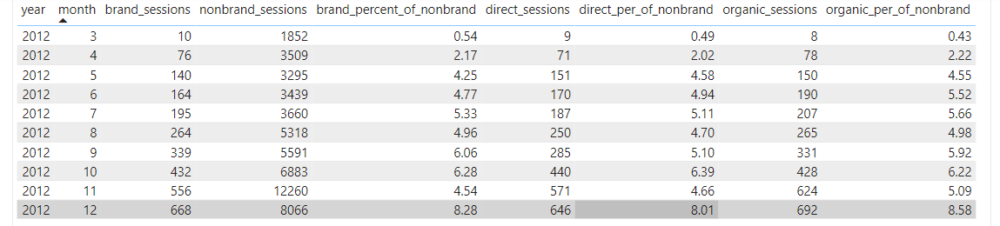 year month brand_sessions nonbrand_sessions brand_percent_of_nonbrand direct_sessions direct_per_of_nonbrand organic_sessions organic_per_of_nonbrand
2012 3 10 1852 0.54 9 0.49 8 0.43
2012 4 76 3509 2.17 71 2.02 78 2.22
2012 5 140 3295 4.25 151 4.58 150 4.55
2012 6 164 3439 4.77 170 4.94 190 5.52
2012 7 195 3660 5.33 187 5.11 207 5.66
2012 8 264 5318 4.96 250 4.70 265 4.98
2012 9 339 5591 6.06 285 5.10 331 5.92
2012 10 432 6883 6.28 440 6.39 428 6.22
2012 11 556 12260 4.54 571 4.66 624 5.09
2012 12 668 8066 8.28 646 8.01 692 8.58